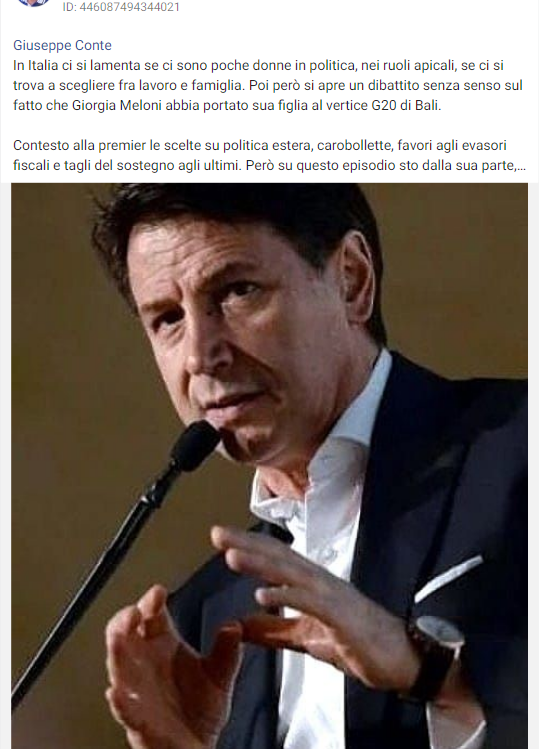 ID: 446087494344021
Giuseppe Conte
In Italia ci si lamenta se ci sono poche donne in politica, nei ruoli apicali, se ci si
trova a scegliere fra lavoro e famiglia. Poi però si apre un dibattito senza senso sul
fatto che Giorgia Meloni abbia portato sua figlia al vertice G20 di Bali.
Contesto alla premier le scelte su politica estera, carobollette, favori agli evasori
fiscali e tagli del sostegno agli ultimi. Però su questo episodio sto dalla sua parte,...